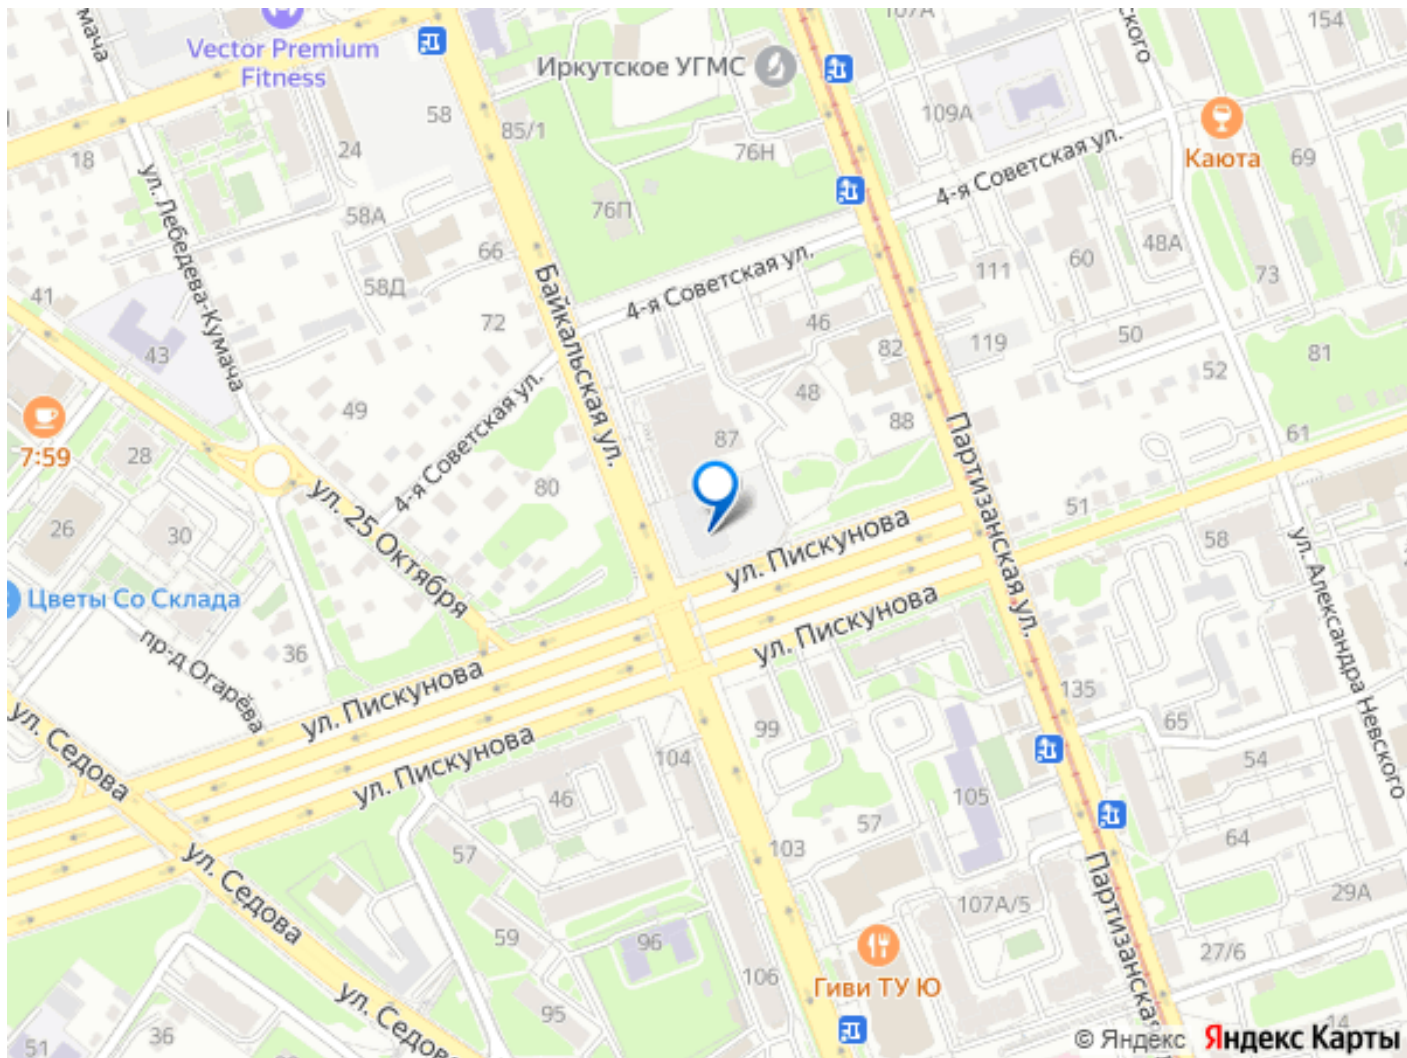 мача
Vector Premium
Fitness
Иркутское УГМС
107А
ского
154
58
85/1
109А
Каюта
69
18
24
76Н
4-я Советская ул.
ул. Лебедева-Кумача
58А
76П
66
48А
60
111
73
41
58Д
Байкальская ул.
4-я Советская ул.
72
46
50
119
43
82
81
52
49
4-я Советская ул.
48
88
Партизанская ул.
7:59
28
87
61
80
26
30
ул. 25 Октября
51
58
ул. Пискунова
ул. Александра Невского
Цветы Со Склада
ул. Пискунова
пр-д Огарёва
36
ул. Пискунова
135
65
ул. Седова
ул. Пискунова
99
104
54
46
105
57
64
57
103
ул. Седова
Партизанская
29А
107А/5
59
96
27/6
106
Гиви ТУ Ю
ул. Седова
95
36
51
14
© Яндекс Яндекс Карты